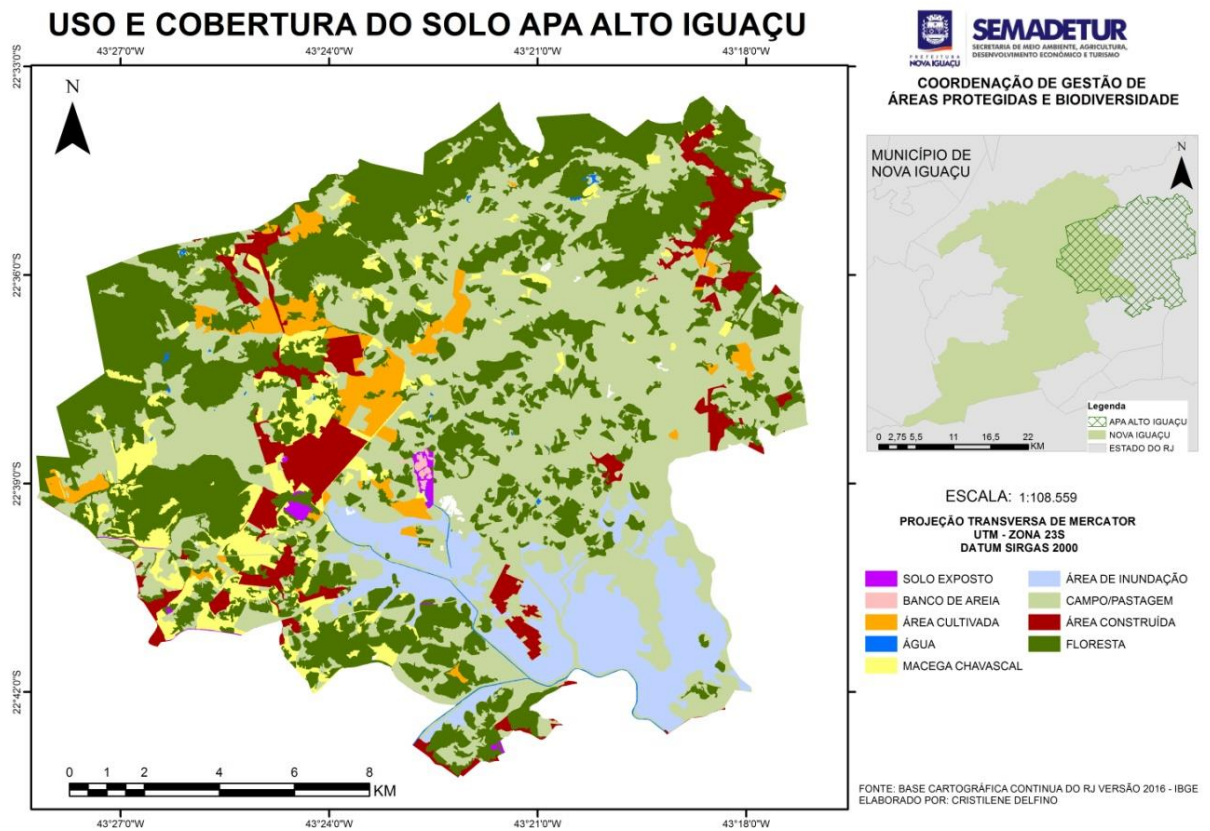 USO E COBERTURA DO SOLO APA ALTO IGUAÇU
43°27'0"W
43°24'0"W
43°21'0"W
43°18'0"W
22°33'0"S
22°36'0"S
22°39'0"S
22°42'0"S
N
0 1 2 4 6 8
KM
43°27'0"W
43°24'0"W
43°21'0"W
43°18'0"W
PREFEITURA
NOVA IGUAÇU
SEMADETUR
SECRETARIA DE MEIO AMBIENTE, AGRICULTURA,
DESENVOLVIMENTO ECONÔMICO E TURISMO
COORDENAÇÃO DE GESTÃO DE
ÁREAS PROTEGIDAS E BIODIVERSIDADE
MUNICÍPIO DE
NOVA IGUAÇU
N
Legenda
APA ALTO IGUAÇU
NOVA IGUAÇU
ESTADO DO RJ
0 2,75 5,5 11 16,5 22
KM
ESCALA: 1:108.559
PROJEÇÃO TRANSVERSA DE MERCATOR
UTM - ZONA 23S
DATUM SIRGAS 2000
SOLO EXPOSTO
BANCO DE AREIA
ÁREA CULTIVADA
ÁGUA
MACEGA CHAVASCAL
ÁREA DE INUNDAÇÃO
CAMPO/PASTAGEM
ÁREA CONSTRUÍDA
FLORESTA
FONTE: BASE CARTOGRÁFICA CONTINUA DO RJ VERSÃO 2016 - IBGE
ELABORADO POR: CRISTILENE DELFINO